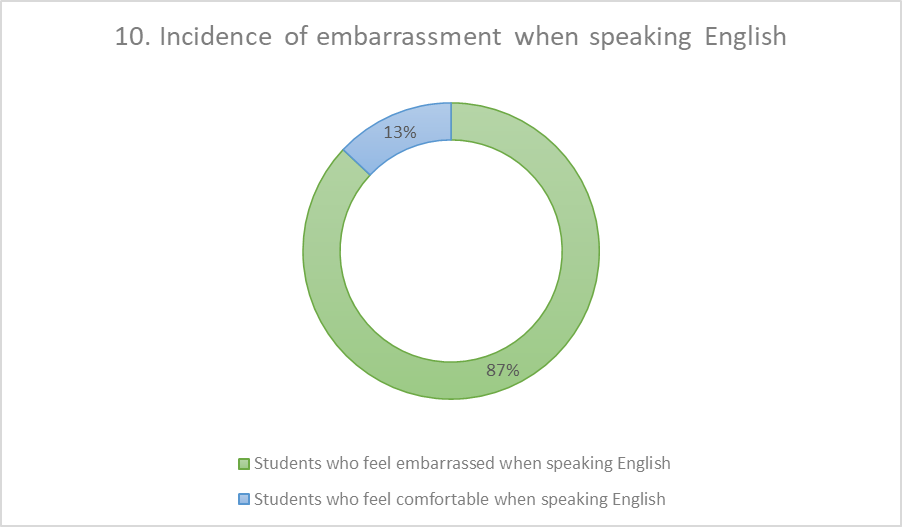 10. Incidence of embarrassment when speaking English
13%
87%
Students who feel embarrassed when speaking English
Students who feel comfortable when speaking English